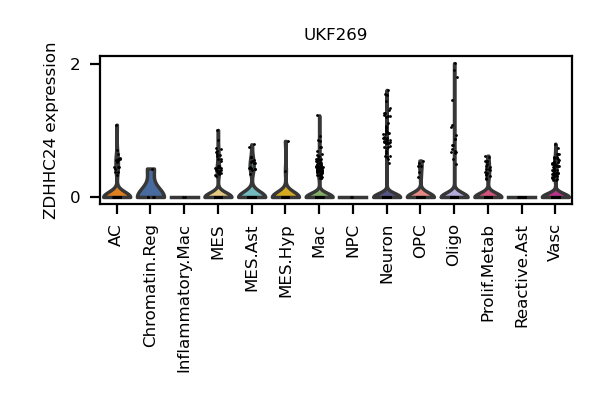 UKF269
ZDHHC24 expression
2
0
AC
Chromatin.Reg
Inflammatory.Mac
MES
MES.Ast
MES.Hyp
Mac
NPC
Neuron
OPC
Oligo
Prolif.Metab
Reactive.Ast
Vasc